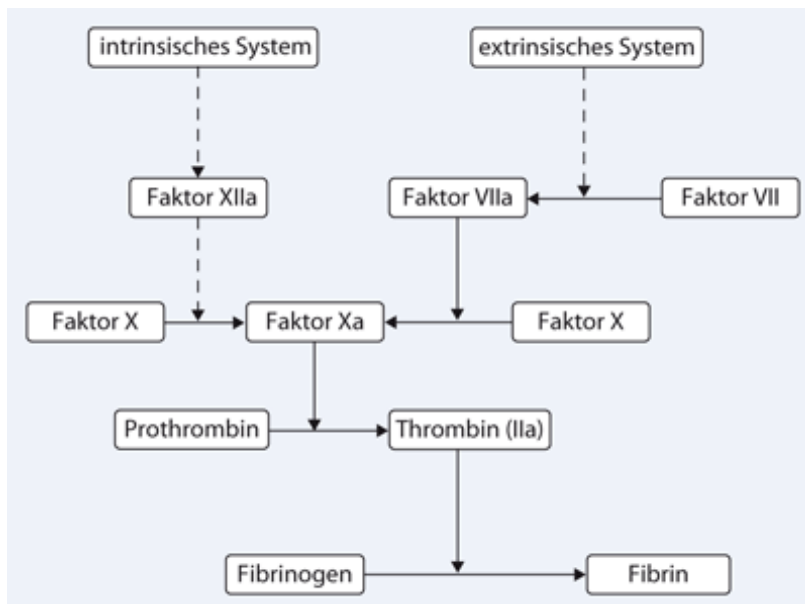 intrinsisches System
extrinsisches System
Faktor XIIa
Faktor VIIa
Faktor VII
Faktor X
Faktor Xa
Faktor X
Prothrombin
Thrombin (IIa)
Fibrinogen
Fibrin